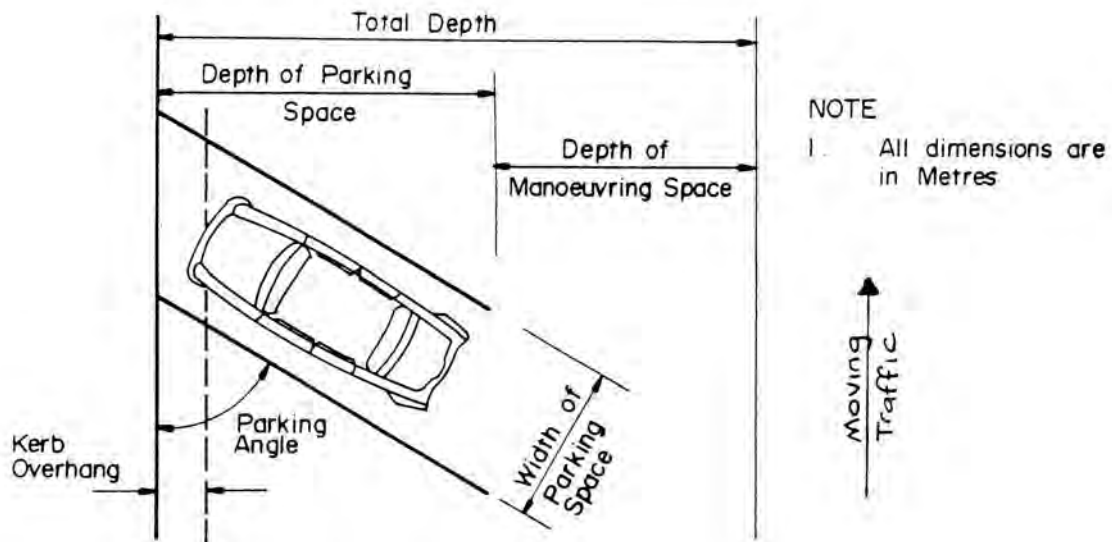 Total Depth
Depth of Parking
Space
NOTE
Depth of
Manoeuvring Space
1. All dimensions are
in Metres
Moving
Traffic
Parking
Angle
Kerb
Overhang
Width of
Parking
Space